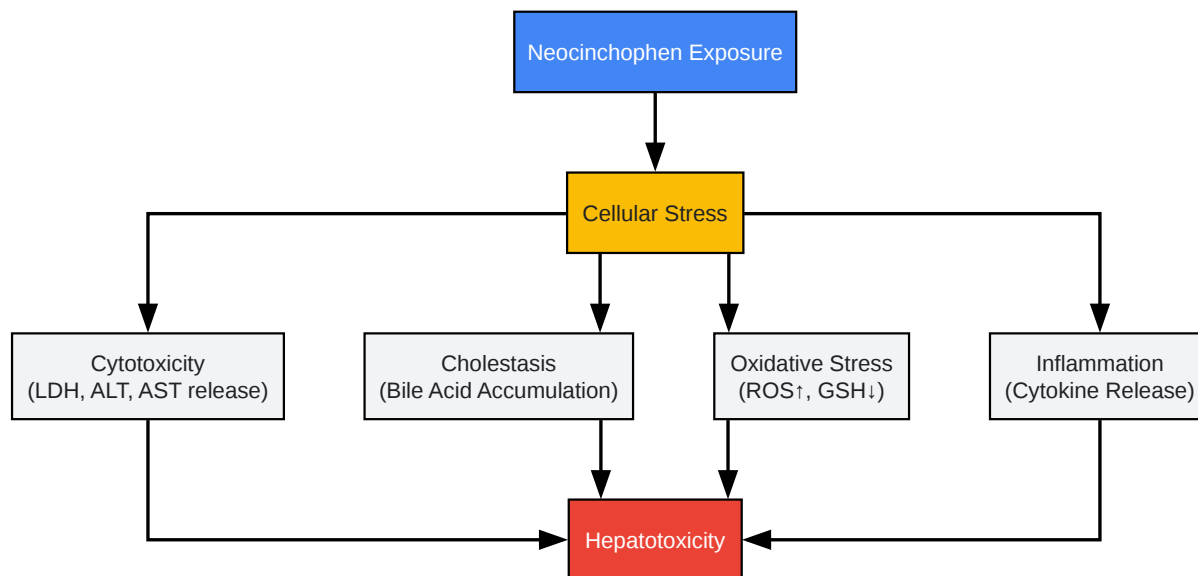 Neocinchophen Exposure
Cellular Stress
Cytotoxicity
(LDH, ALT, AST release)
Cholestasis
(Bile Acid Accumulation)
Oxidative Stress
(ROS↑, GSH↓)
Inflammation
(Cytokine Release)
Hepatotoxicity